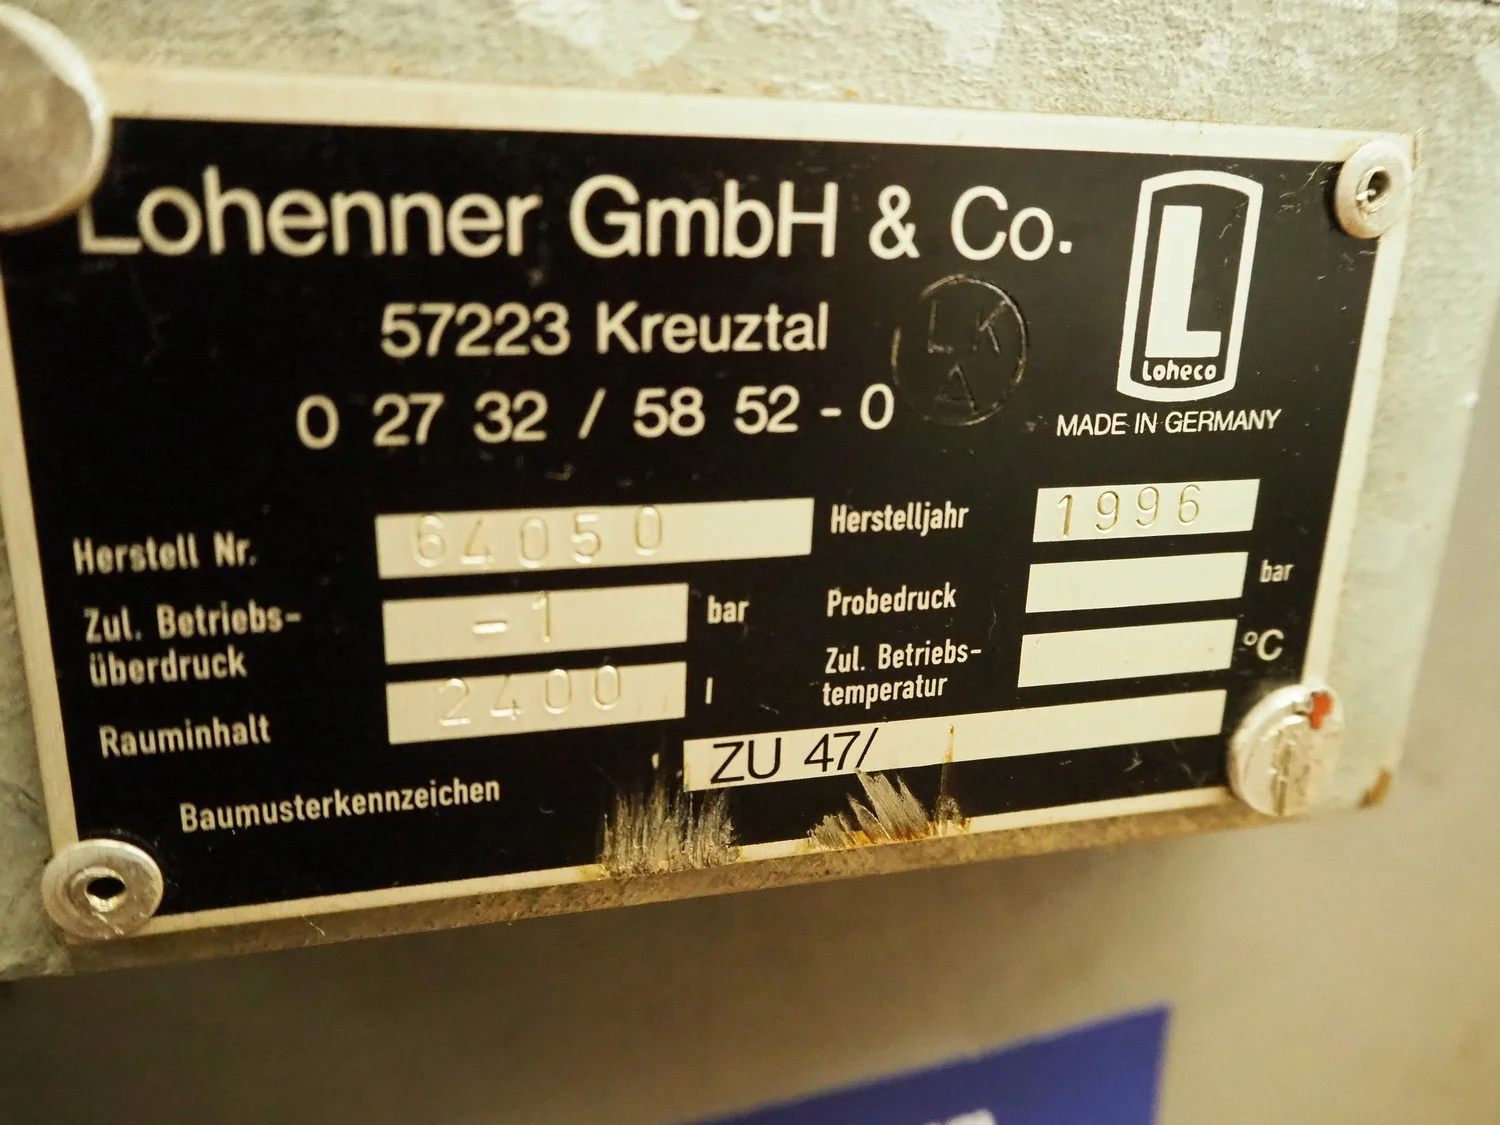 Lohenner GmbH & Co.
57223 Kreuztal
0 27 32 / 58 52 - 0
LK
A
L
Loheco
MADE IN GERMANY
Herstell Nr. 64050
Herstelljahr 1996
Zul. Betriebs-
überdruck -1 bar
Probedruck bar
Rauminhalt 2400 l
Zul. Betriebs-
temperatur °C
Baumusterkennzeichen ZU 47/